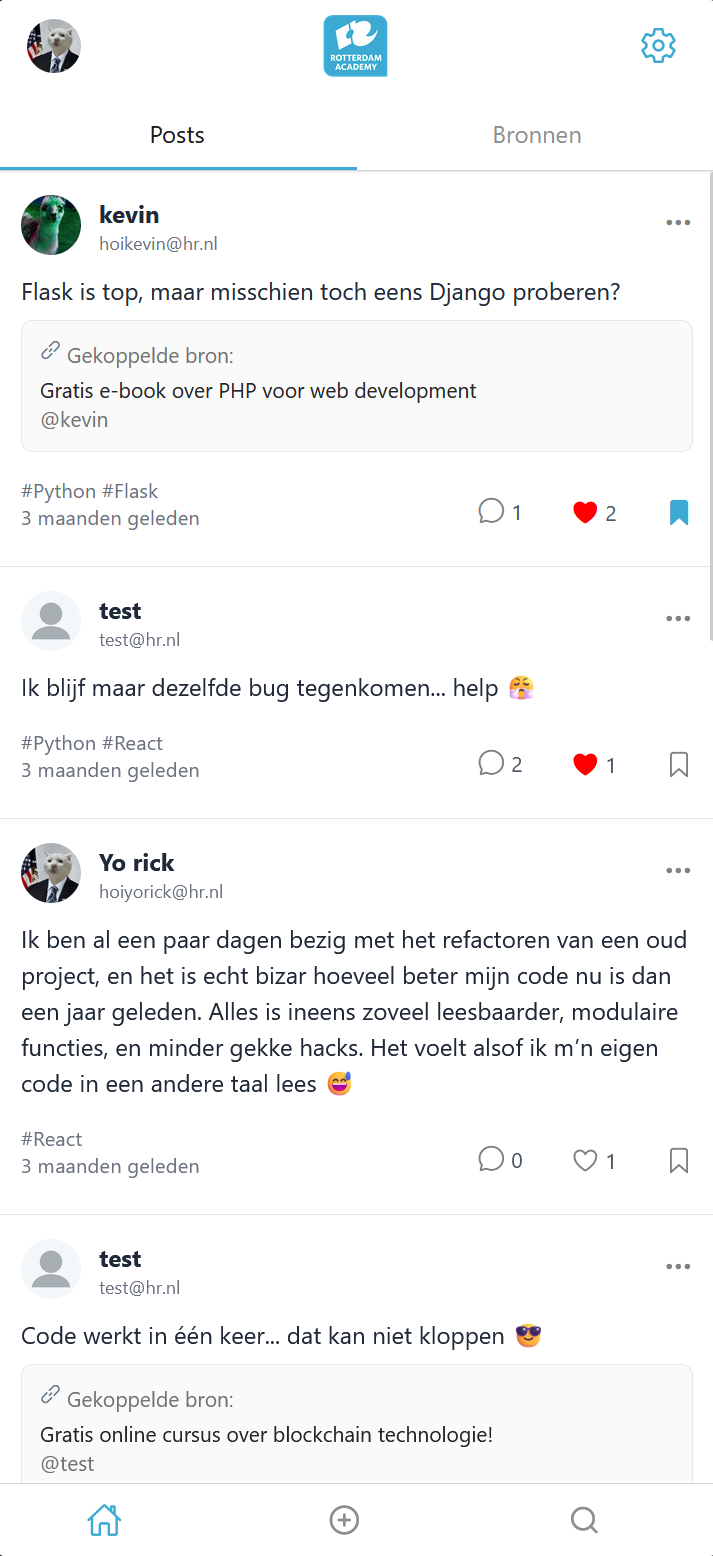 ROTTERDAM
ACADEMY
Posts
Bronnen
kevin
hoikevin@hr.nl
Flask is top, maar misschien toch eens Django proberen?
Gekoppelde bron:
Gratis e-book over PHP voor web development
@kevin
#Python #Flask
3 maanden geleden
1
2
test
test@hr.nl
Ik blijf maar dezelfde bug tegenkomen... help 😤
#Python #React
3 maanden geleden
2
1
Yo rick
hoiyorick@hr.nl
Ik ben al een paar dagen bezig met het refactoren van een oud
project, en het is echt bizar hoeveel beter mijn code nu is dan
een jaar geleden. Alles is ineens zoveel leesbaarder, modulaire
functies, en minder gekke hacks. Het voelt alsof ik m’n eigen
code in een andere taal lees 😅
#React
3 maanden geleden
0
1
test
test@hr.nl
Code werkt in één keer... dat kan niet kloppen 😎
Gekoppelde bron:
Gratis online cursus over blockchain technologie!
@test